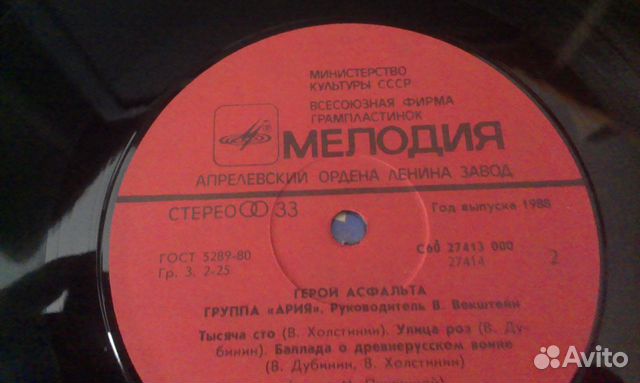 МИНИСТЕРСТВО
КУЛЬТУРЫ СССР
ВСЕСОЮЗНАЯ ФИРМА
ГРАМПЛАСТИНОК
МЕЛОДИЯ
АПРЕЛЕВСКИЙ ОРДЕНА ЛЕНИНА ЗАВОД
СТЕРЕО 33
Год выпуска 1988
ГОСТ 5289-80
Гр. 3. 2-25
С60 27413 000
27414
2
ГЕРОЙ АСФАЛЬТА
ГРУППА «АРИЯ». Руководитель В. Векштейн
Тысяча сто (В. Холстинин). Улица роз (В. Ду-
бинин). Баллада о древнерусском воине
(В. Дубинин, В. Холстинин)
Avito